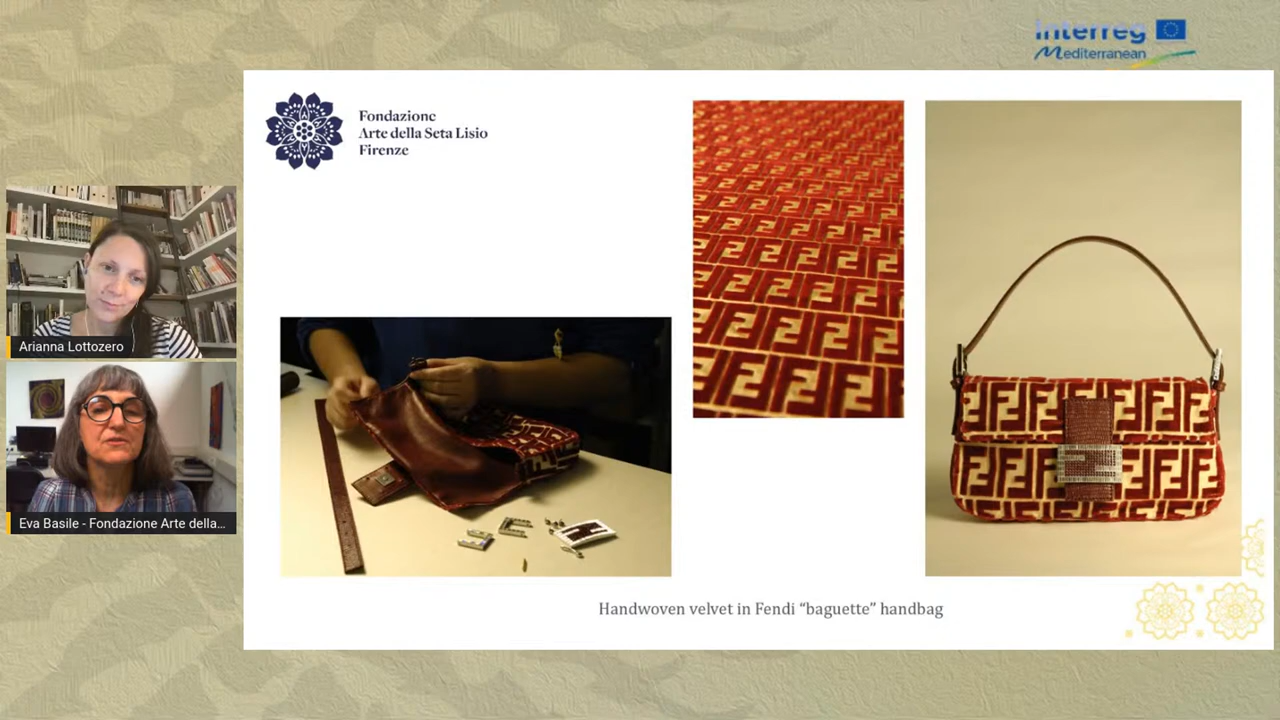 Interreg
Mediterranean
Fondazione
Arte della Seta Lisio
Firenze
Arianna Lottozero
Eva Basile - Fondazione Arte della...
Handwoven velvet in Fendi “baguette” handbag